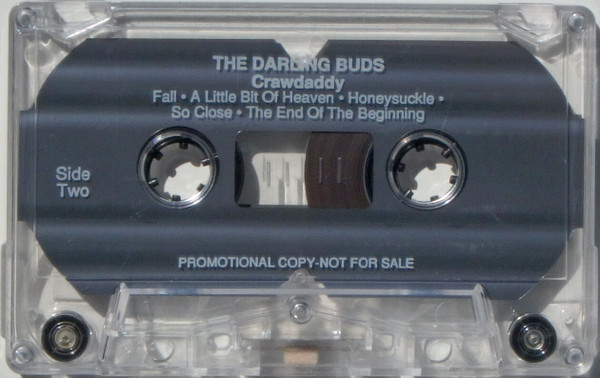 THE DARLING BUDS
Crawdaddy
Fall • A Little Bit Of Heaven • Honeysuckle •
So Close • The End Of The Beginning
Side
Two
PROMOTIONAL COPY-NOT FOR SALE